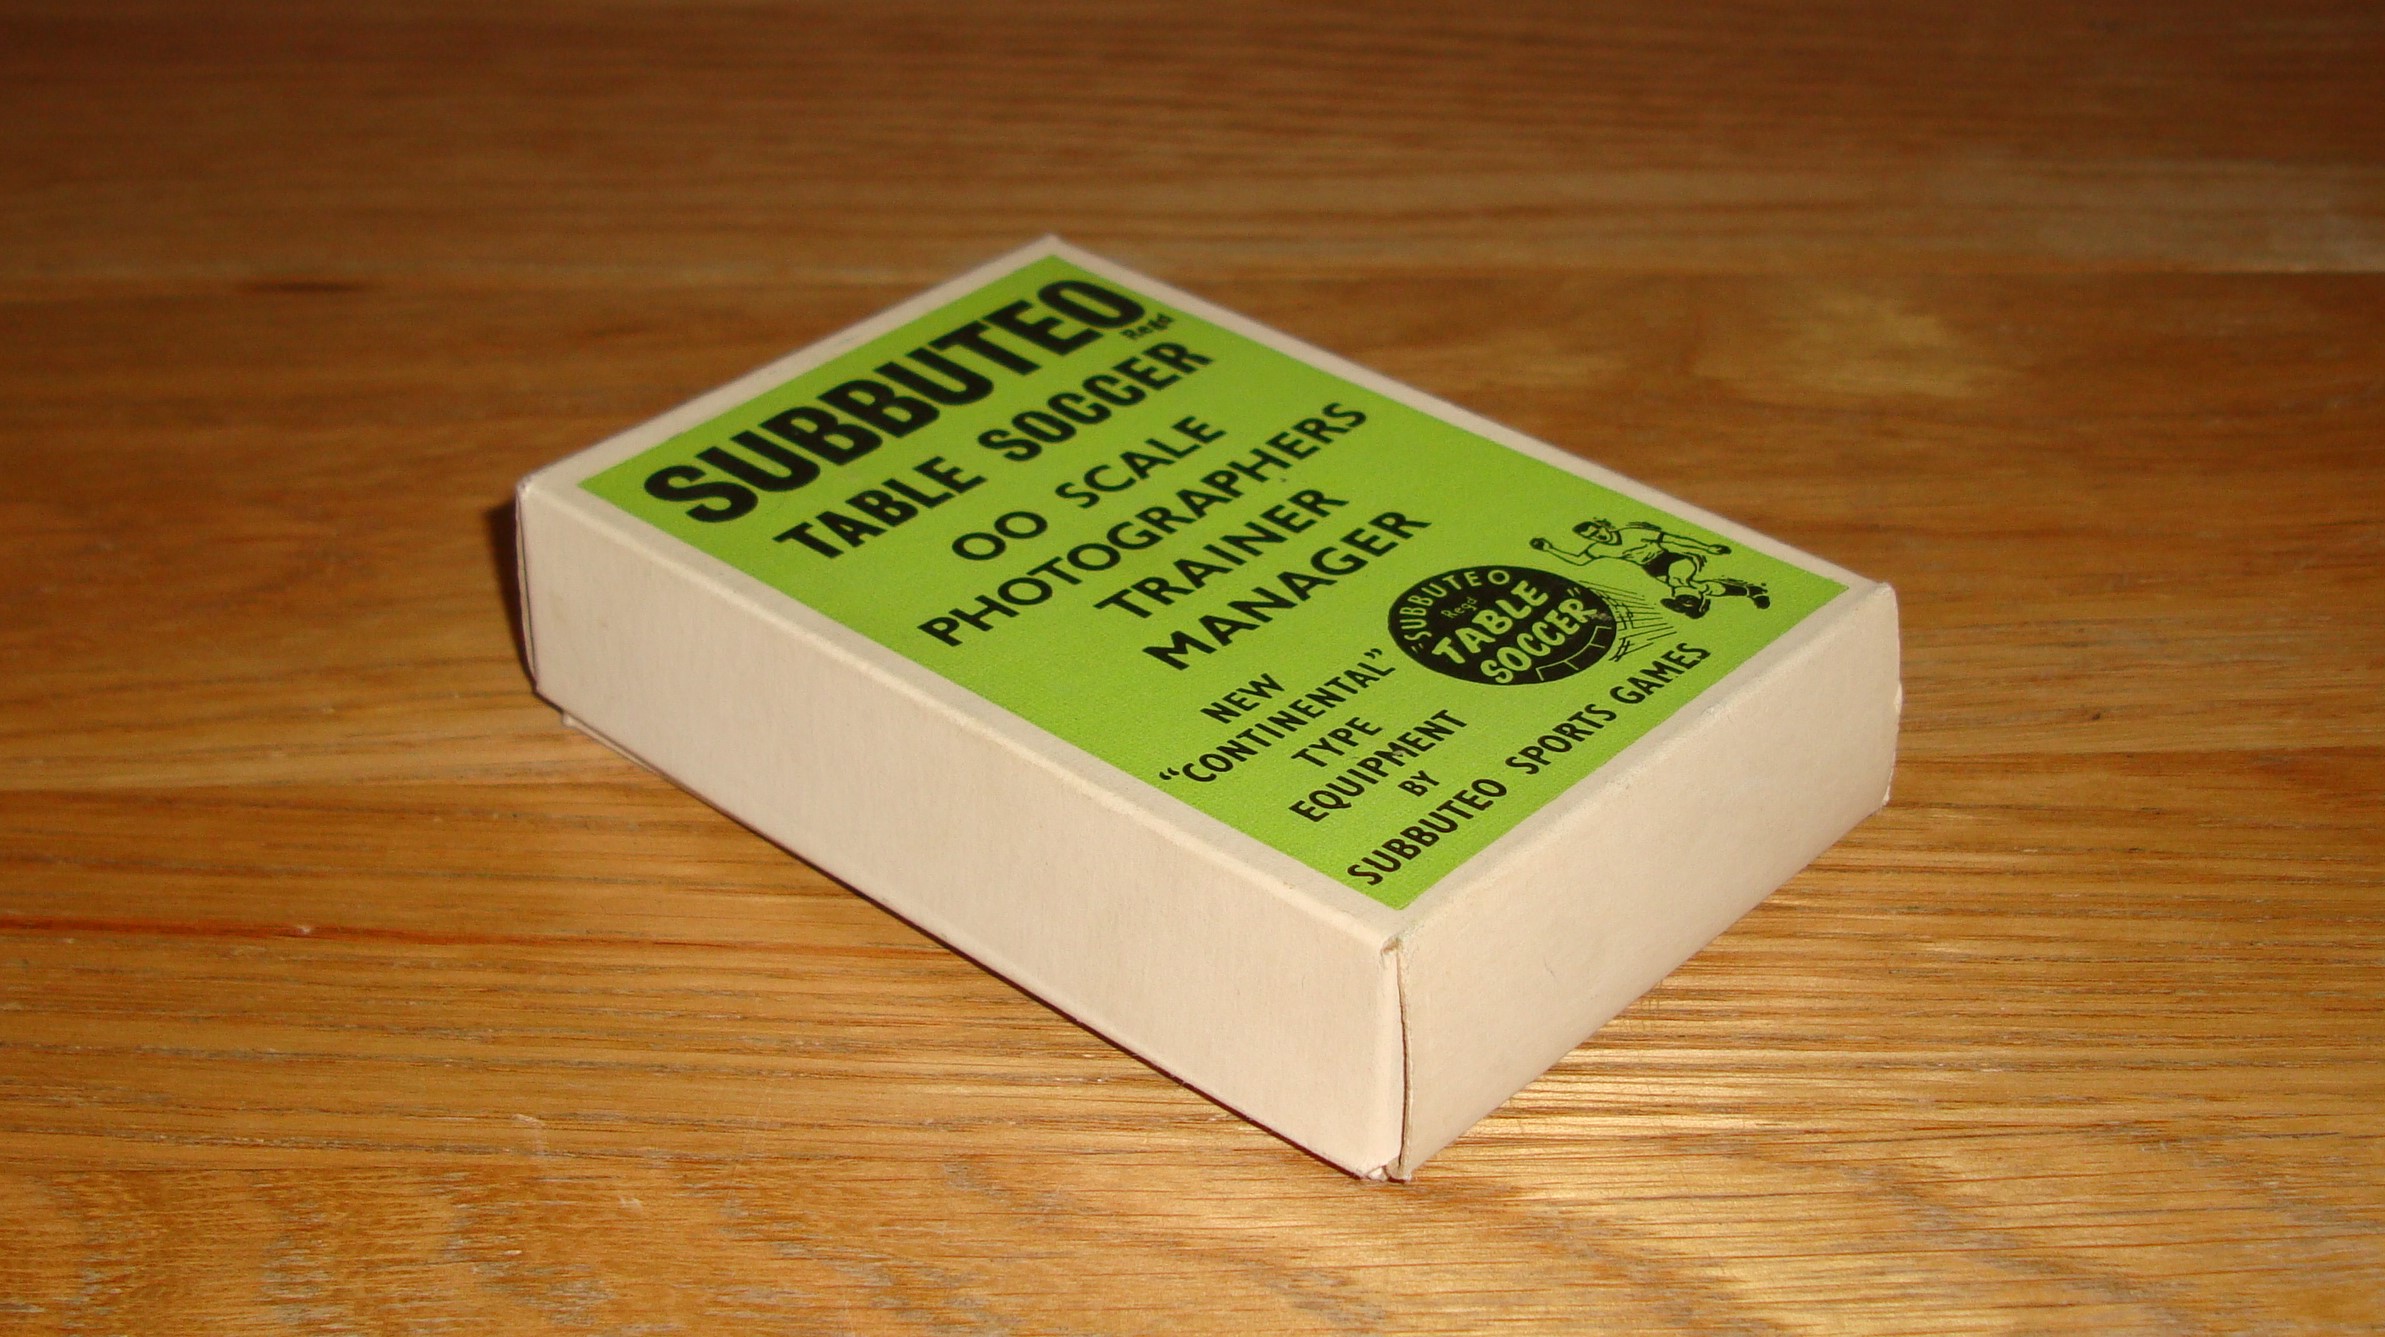 SUBBUTEO
Regd
TABLE SOCCER
OO SCALE
PHOTOGRAPHERS
TRAINER
MANAGER
NEW
"CONTINENTAL"
TYPE
EQUIPMENT
BY
SUBBUTEO SPORTS GAMES
"SUBBUTEO
Regd
TABLE
SOCCER"